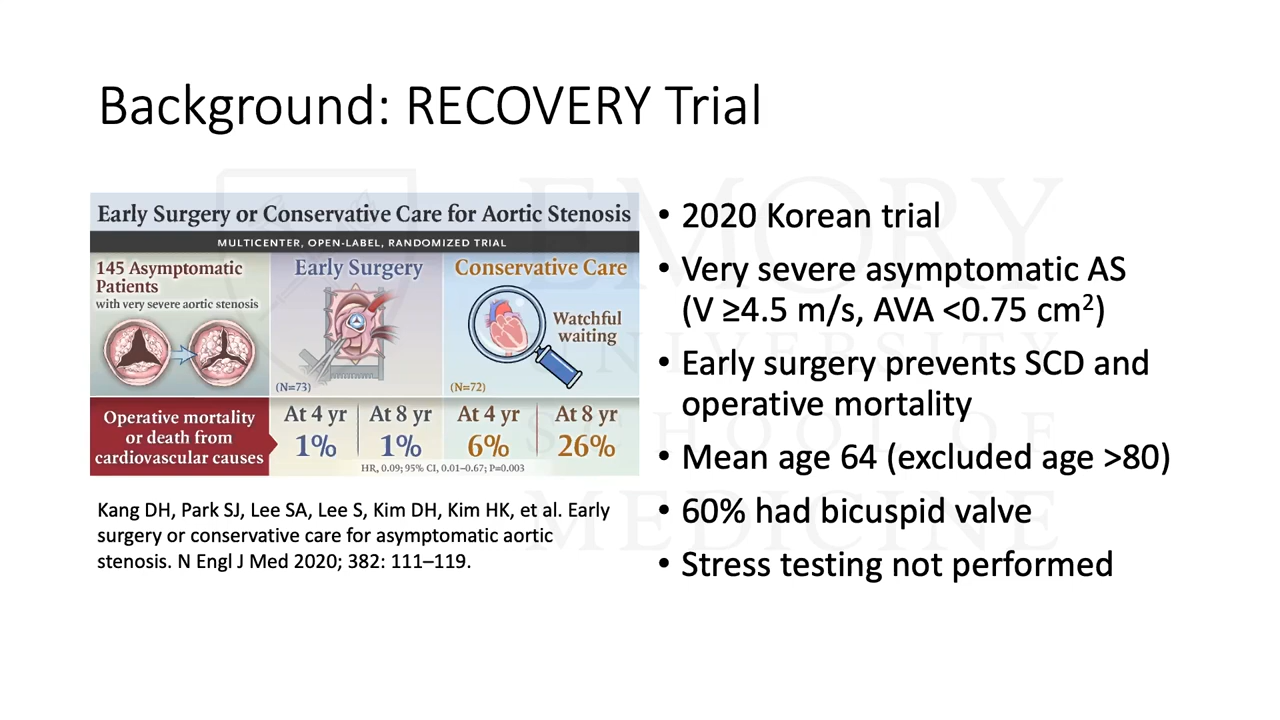 Background: RECOVERY Trial
Early Surgery or Conservative Care for Aortic Stenosis
MULTICENTER, OPEN-LABEL, RANDOMIZED TRIAL
145 Asymptomatic
Patients
with very severe aortic stenosis
Early Surgery
(N=73)
Conservative Care
Watchful
waiting
(N=72)
Operative mortality
or death from
cardiovascular causes
At 4 yr
1%
At 8 yr
1%
At 4 yr
6%
At 8 yr
26%
HR, 0.09; 95% CI, 0.01–0.67; P=0.003
Kang DH, Park SJ, Lee SA, Lee S, Kim DH, Kim HK, et al. Early
surgery or conservative care for asymptomatic aortic
stenosis. N Engl J Med 2020; 382: 111–119.
• 2020 Korean trial
• Very severe asymptomatic AS
(V ≥4.5 m/s, AVA <0.75 cm²)
• Early surgery prevents SCD and
operative mortality
• Mean age 64 (excluded age >80)
• 60% had bicuspid valve
• Stress testing not performed
EMORY
UNIVERSITY
SCHOOL OF
MEDICINE